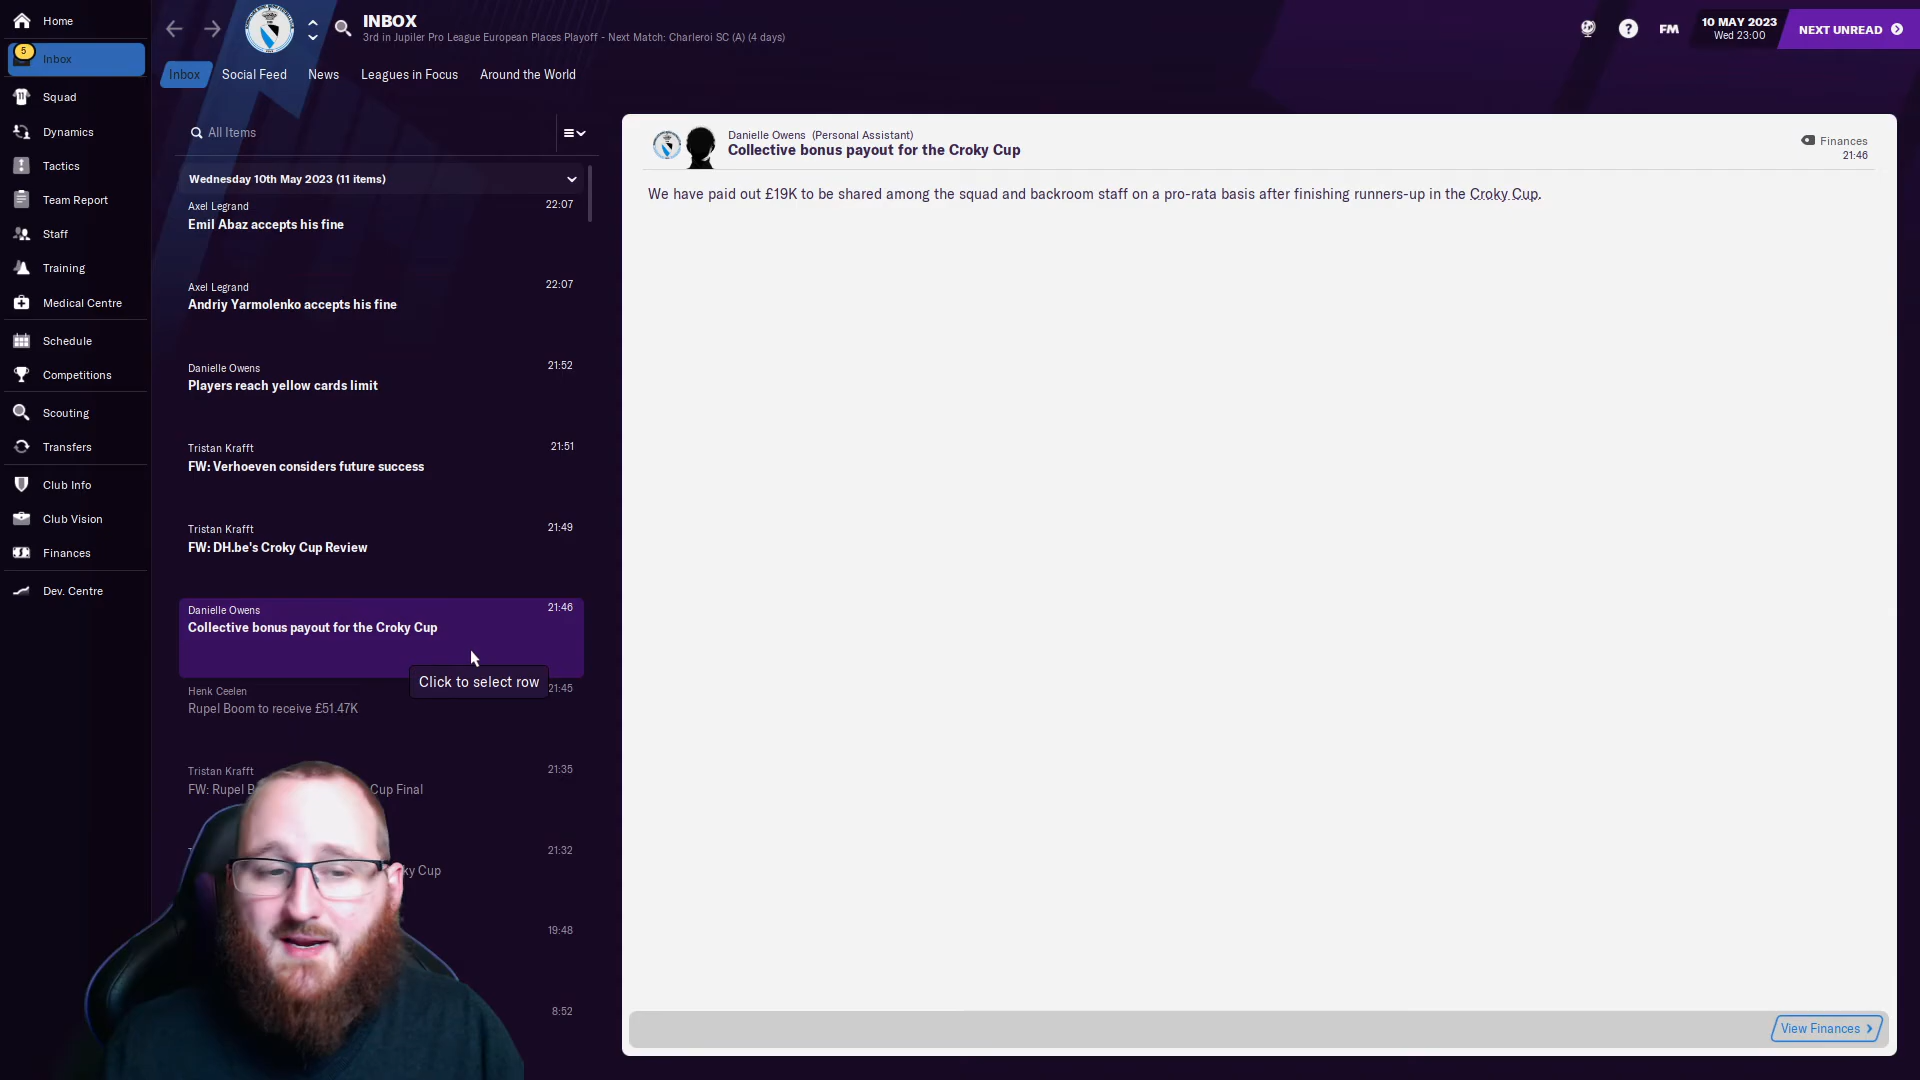 Home
5
Inbox
Squad
Dynamics
Tactics
Team Report
Staff
Training
Medical Centre
Schedule
Competitions
Scouting
Transfers
Club Info
Club Vision
Finances
Dev. Centre
INBOX
3rd in Jupiler Pro League European Places Playoff - Next Match: Charleroi SC (A) (4 days)
FM
10 MAY 2023
Wed 23:00
NEXT UNREAD
Inbox
Social Feed
News
Leagues in Focus
Around the World
All Items
Wednesday 10th May 2023 (11 items)
Axel Legrand 22:07
Emil Abaz accepts his fine
Axel Legrand 22:07
Andriy Yarmolenko accepts his fine
Danielle Owens 21:52
Players reach yellow cards limit
Tristan Krafft 21:51
FW: Verhoeven considers future success
Tristan Krafft 21:49
FW: DH.be's Croky Cup Review
Danielle Owens 21:46
Collective bonus payout for the Croky Cup
Click to select row
Henk Ceelen 21:45
Rupel Boom to receive £51.47K
Tristan Krafft 21:35
FW: Rupel Cup Final
21:32
Cup
19:48
8:52
Danielle Owens (Personal Assistant)
Collective bonus payout for the Croky Cup
Finances
21:46
We have paid out £19K to be shared among the squad and backroom staff on a pro-rata basis after finishing runners-up in the Croky Cup.
View Finances